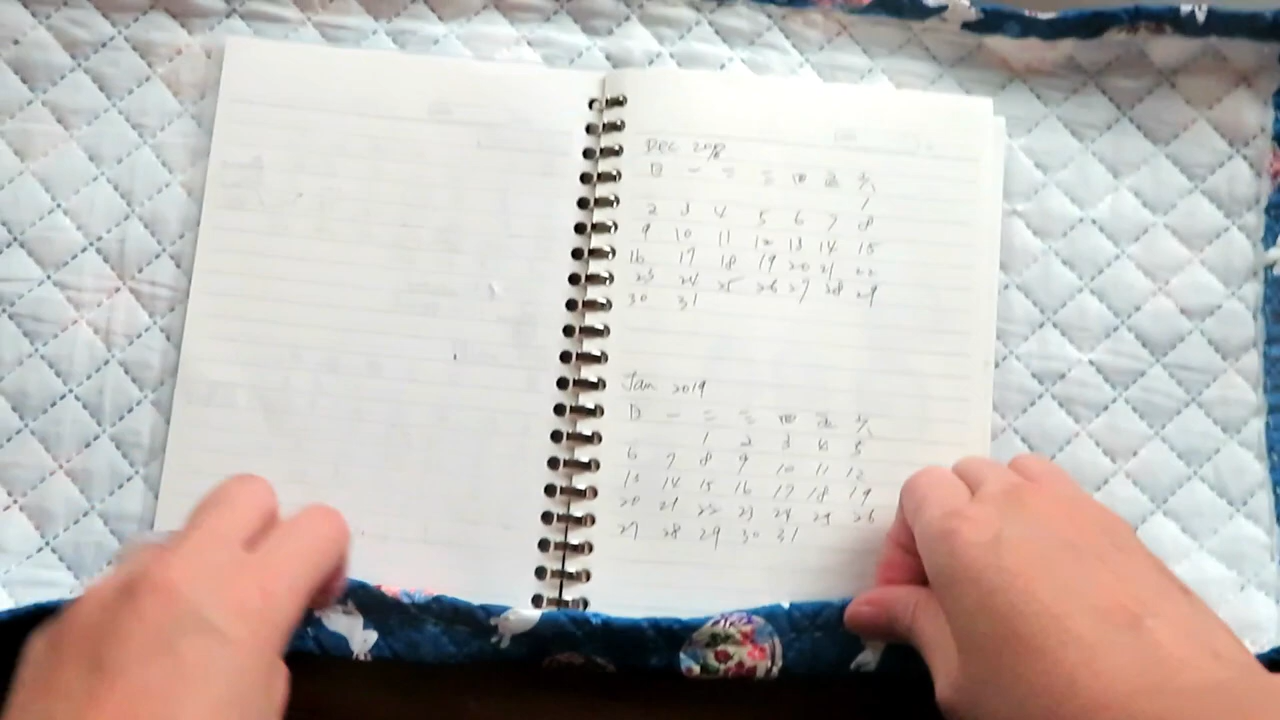 Dec 2018
日 一 二 三 四 五 六
1
2 3 4 5 6 7 8
9 10 11 12 13 14 15
16 17 18 19 20 21 22
23 24 25 26 27 28 29
30 31
Jan 2019
日 一 二 三 四 五 六
1 2 3 4 5
6 7 8 9 10 11 12
13 14 15 16 17 18 19
20 21 22 23 24 25 26
27 28 29 30 31